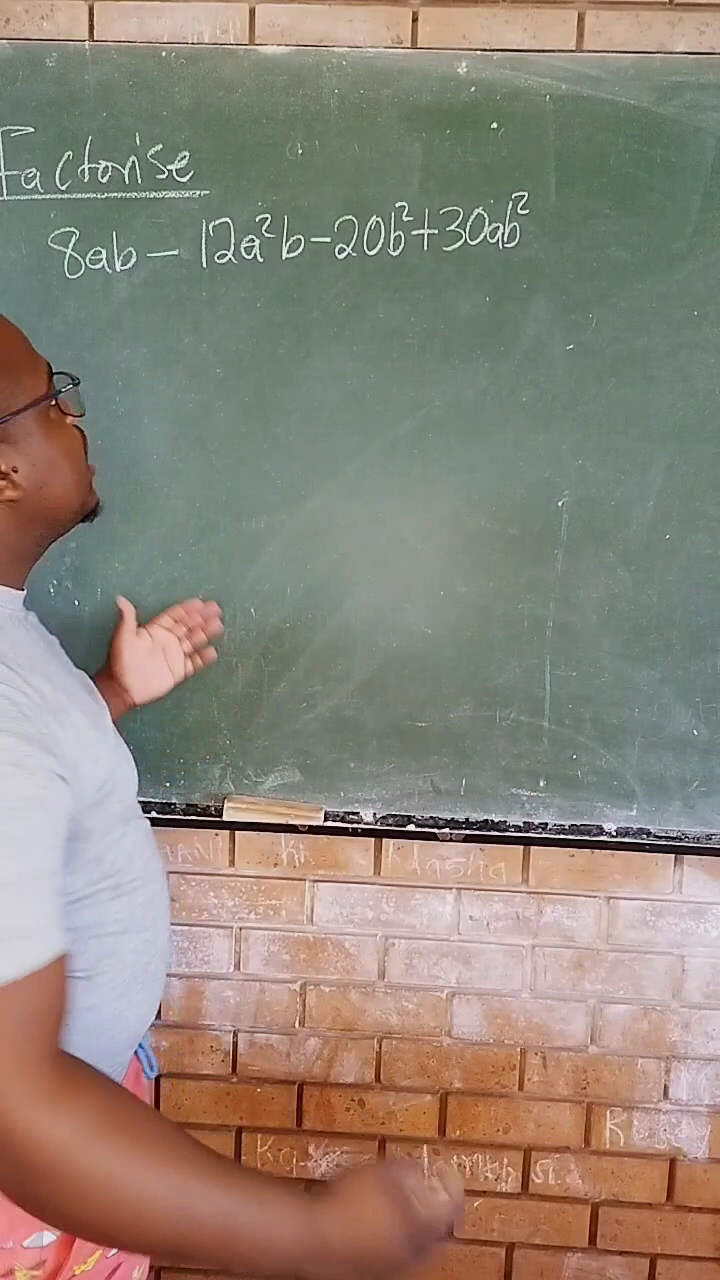 Factorise
8ab - 12a²b - 20b² + 30ab²